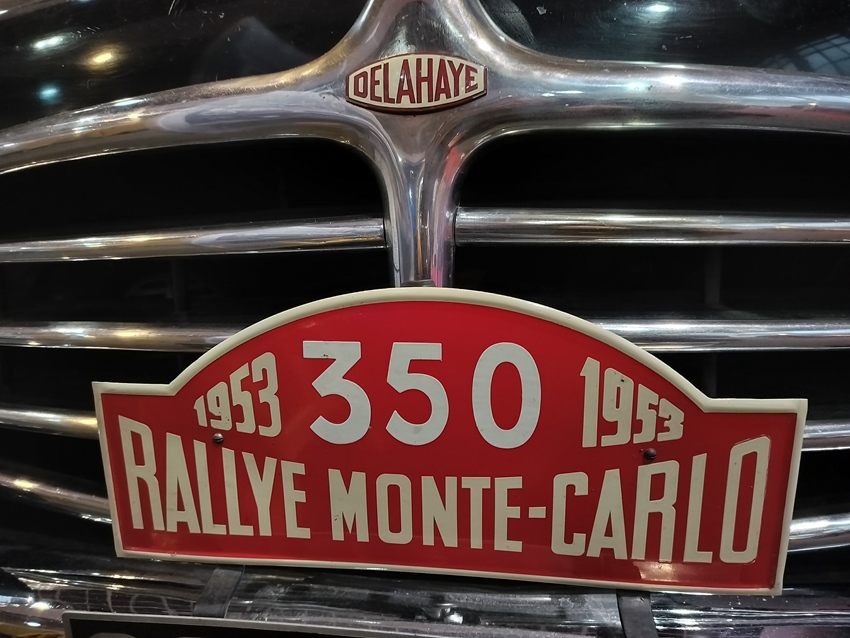 DELAHAYE
1953 350 1953
RALLYE MONTE-CARLO